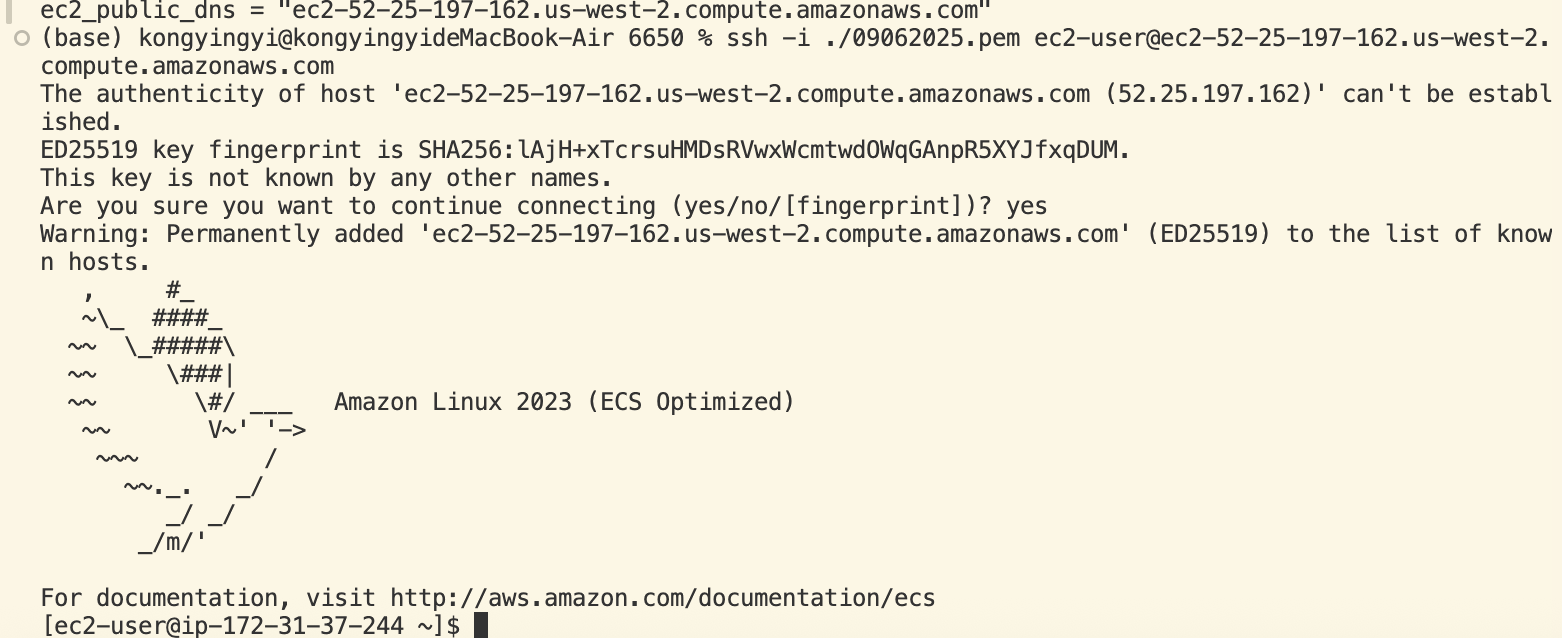 ec2_public_dns = "ec2-52-25-197-162.us-west-2.compute.amazonaws.com"
(base) kongyingyi@kongyingyideMacBook-Air 6650 % ssh -i ./09062025.pem ec2-user@ec2-52-25-197-162.us-west-2.
compute.amazonaws.com
The authenticity of host 'ec2-52-25-197-162.us-west-2.compute.amazonaws.com (52.25.197.162)' can't be establ
ished.
ED25519 key fingerprint is SHA256:lAjH+xTcrsuHMDsRVwxWcmtwdOWqGAnpR5XYJfxqDUM.
This key is not known by any other names.
Are you sure you want to continue connecting (yes/no/[fingerprint])? yes
Warning: Permanently added 'ec2-52-25-197-162.us-west-2.compute.amazonaws.com' (ED25519) to the list of know
n hosts.
   ,     #_
   ~\_  ####_
  ~~  \_#####\
  ~~     \###|
  ~~       \#/ ___   Amazon Linux 2023 (ECS Optimized)
   ~~       V~' '->
    ~~~         /
      ~~._.   _/
         _/ _/
       _/m/'
For documentation, visit http://aws.amazon.com/documentation/ecs
[ec2-user@ip-172-31-37-244 ~]$